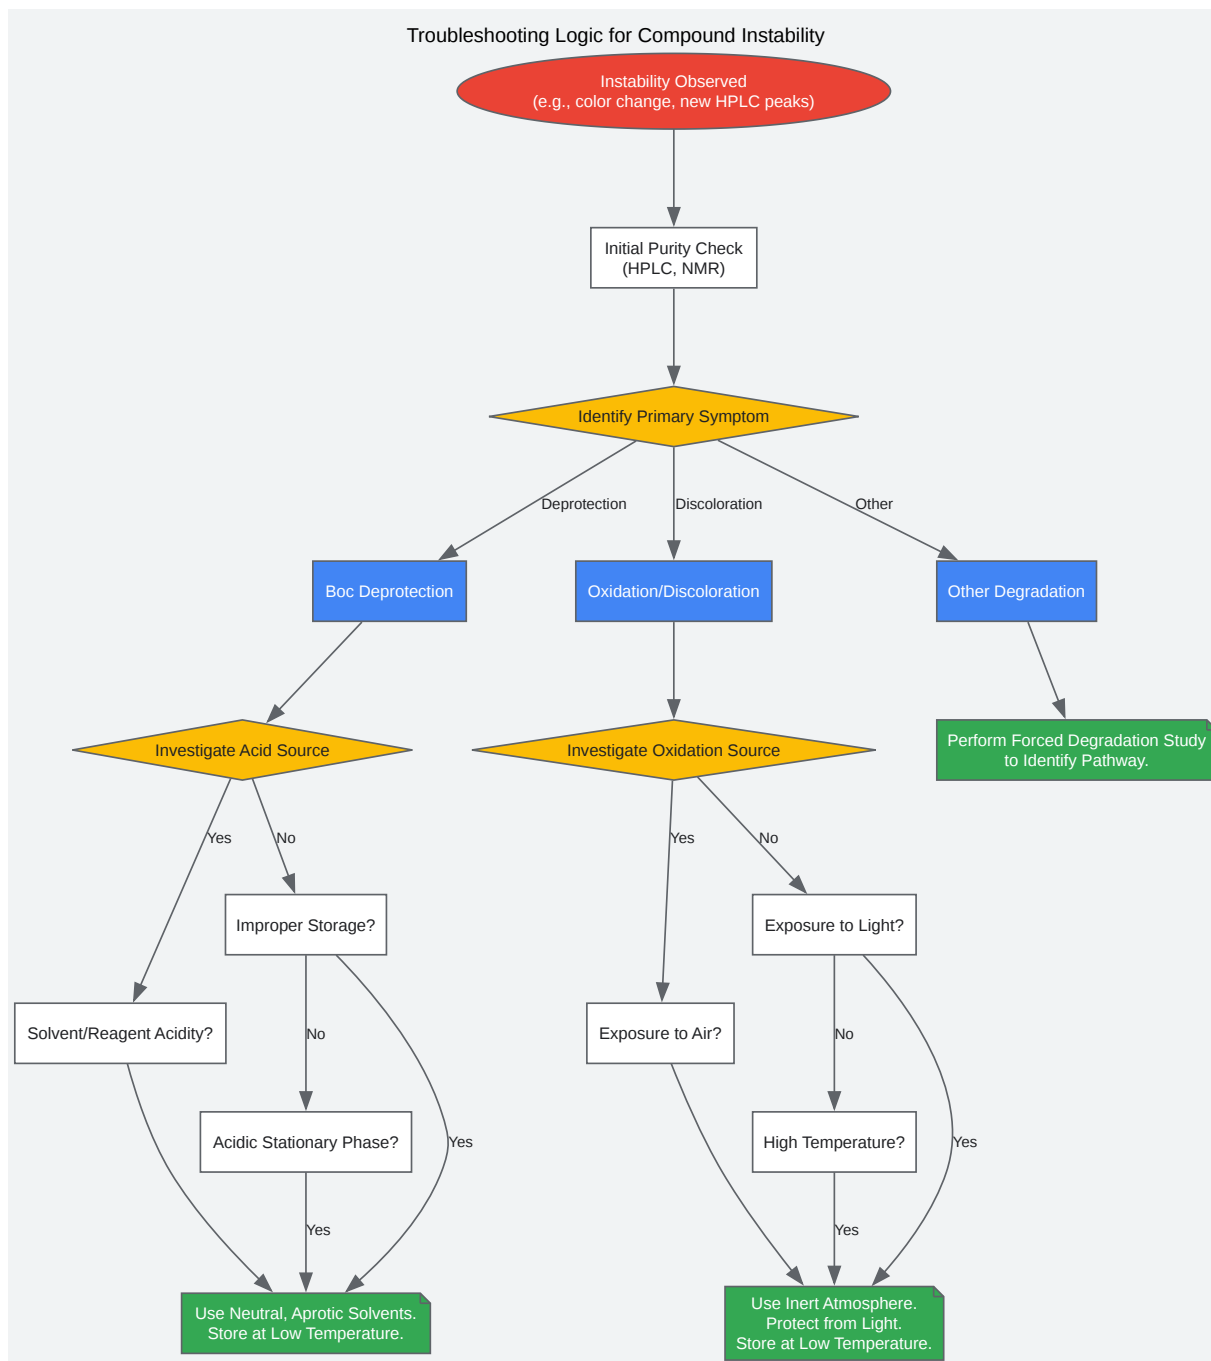 Troubleshooting Logic for Compound Instability
Instability Observed
(e.g., color change, new HPLC peaks)
Initial Purity Check
(HPLC, NMR)
Identify Primary Symptom
Deprotection
Discoloration
Other
Boc Deprotection
Oxidation/Discoloration
Other Degradation
Investigate Acid Source
Investigate Oxidation Source
Perform Forced Degradation Study
to Identify Pathway.
Yes
No
Yes
No
Improper Storage?
Exposure to Light?
Solvent/Reagent Acidity?
No
Exposure to Air?
No
Acidic Stationary Phase?
Yes
High Temperature?
Yes
Yes
Yes
Use Neutral, Aprotic Solvents.
Store at Low Temperature.
Use Inert Atmosphere.
Protect from Light.
Store at Low Temperature.